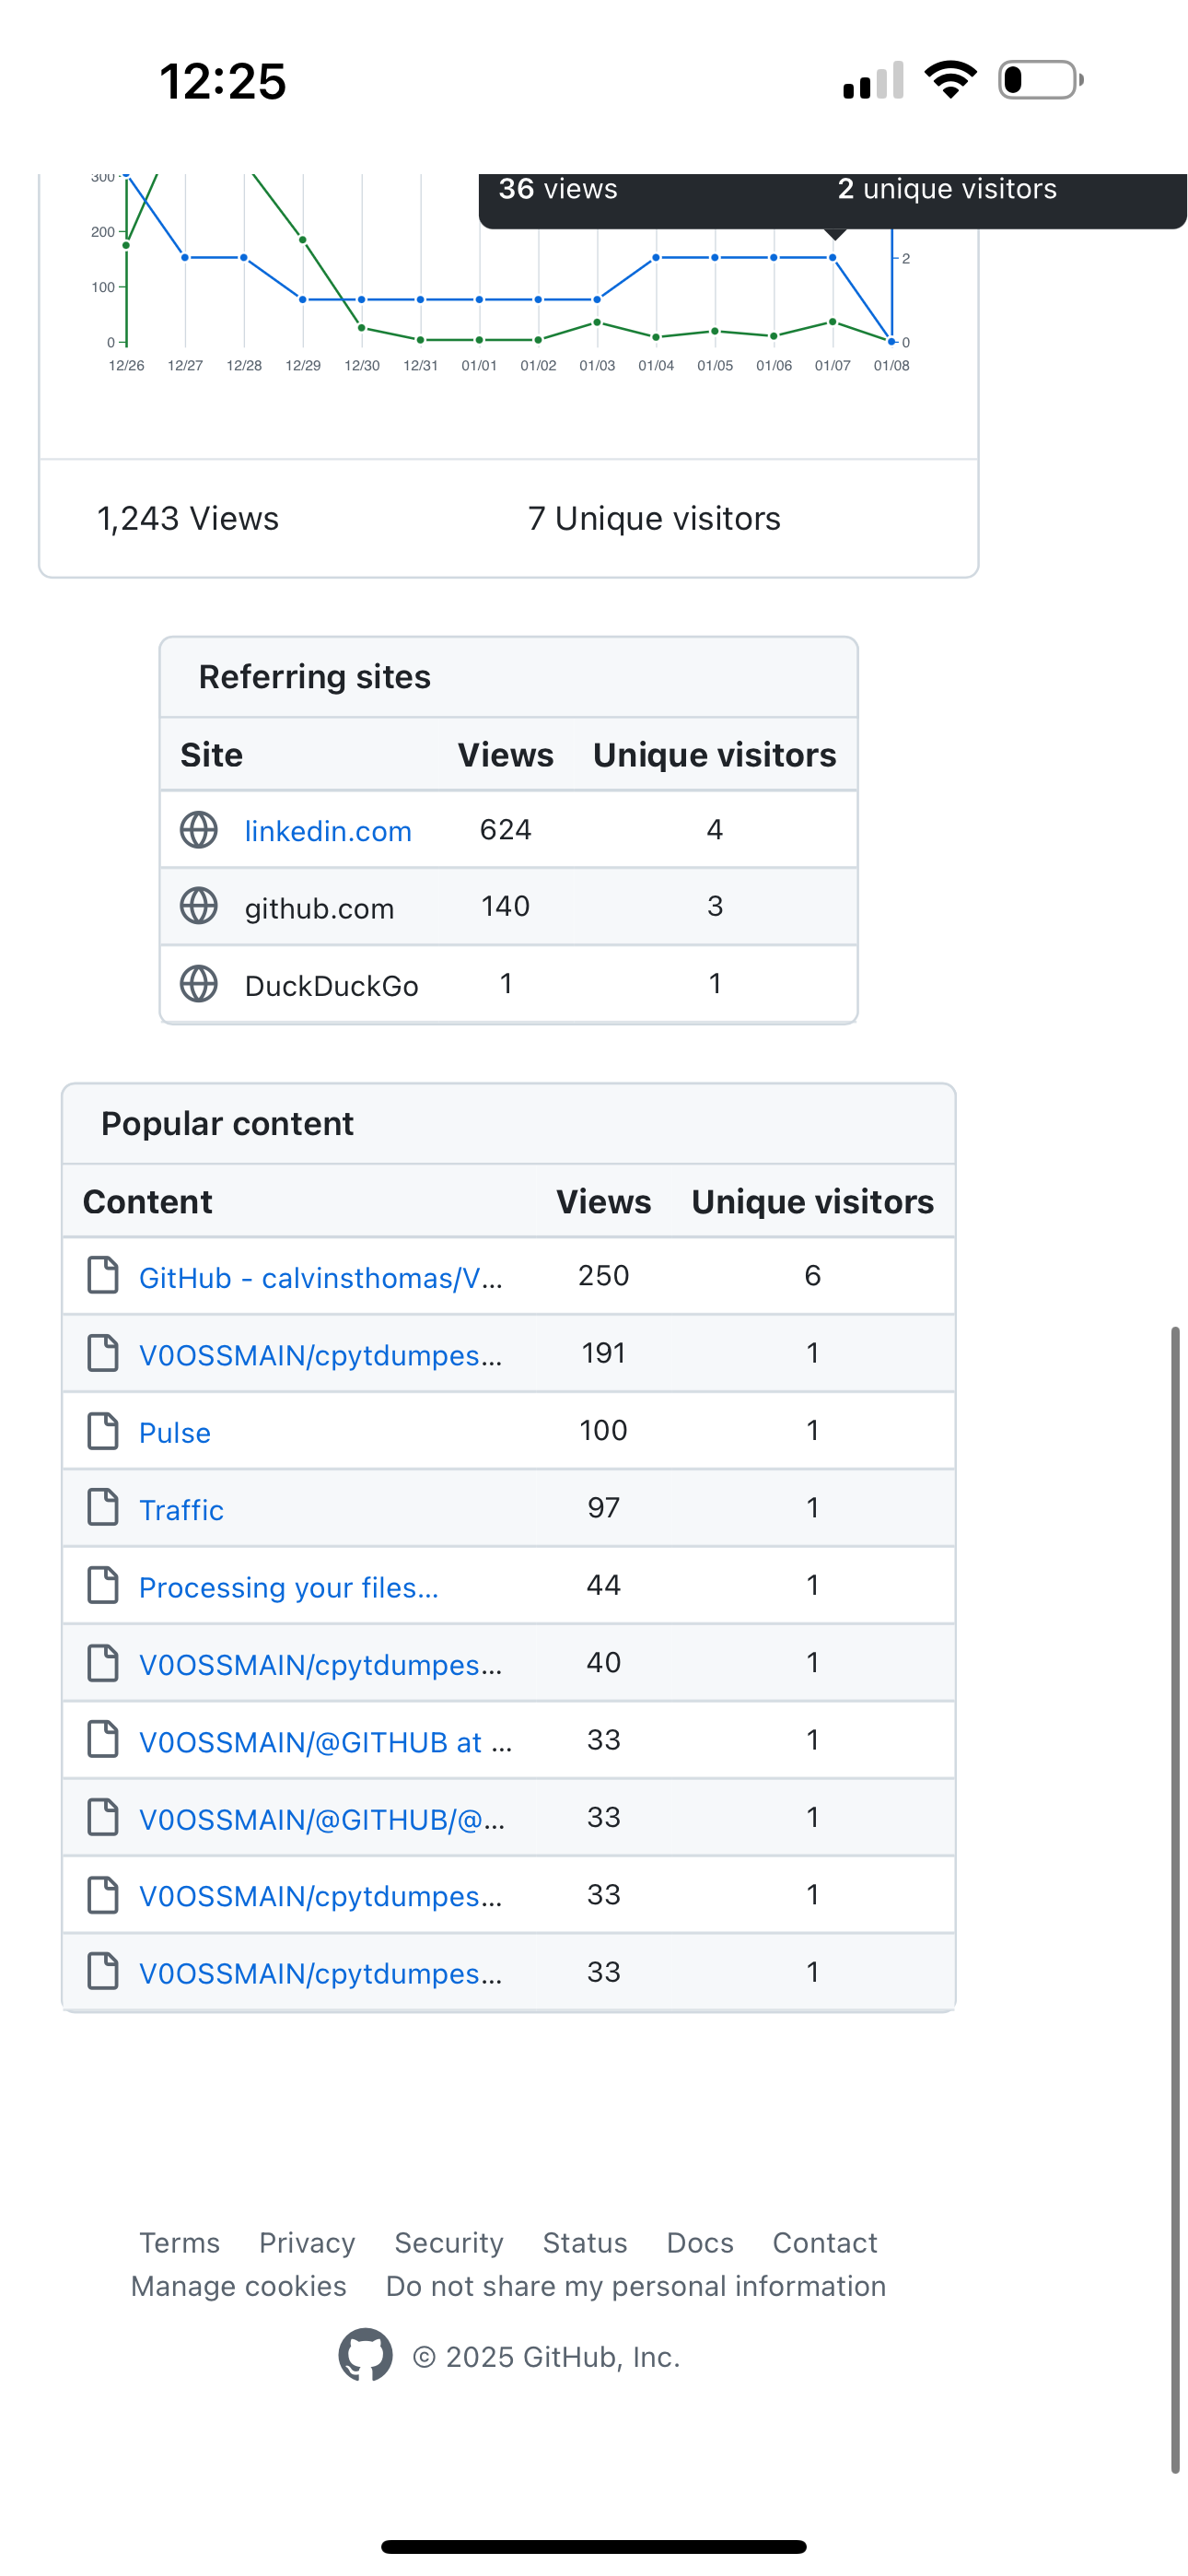 12:25
36 views 2 unique visitors
300
200
100
0
2
0
12/26 12/27 12/28 12/29 12/30 12/31 01/01 01/02 01/03 01/04 01/05 01/06 01/07 01/08
1,243 Views 7 Unique visitors
Referring sites
Site Views Unique visitors
linkedin.com 624 4
github.com 140 3
DuckDuckGo 1 1
Popular content
Content Views Unique visitors
GitHub - calvinsthomas/V... 250 6
V0OSSMAIN/cpytdumpes... 191 1
Pulse 100 1
Traffic 97 1
Processing your files... 44 1
V0OSSMAIN/cpytdumpes... 40 1
V0OSSMAIN/@GITHUB at ... 33 1
V0OSSMAIN/@GITHUB/@... 33 1
V0OSSMAIN/cpytdumpes... 33 1
V0OSSMAIN/cpytdumpes... 33 1
Terms Privacy Security Status Docs Contact
Manage cookies Do not share my personal information
© 2025 GitHub, Inc.